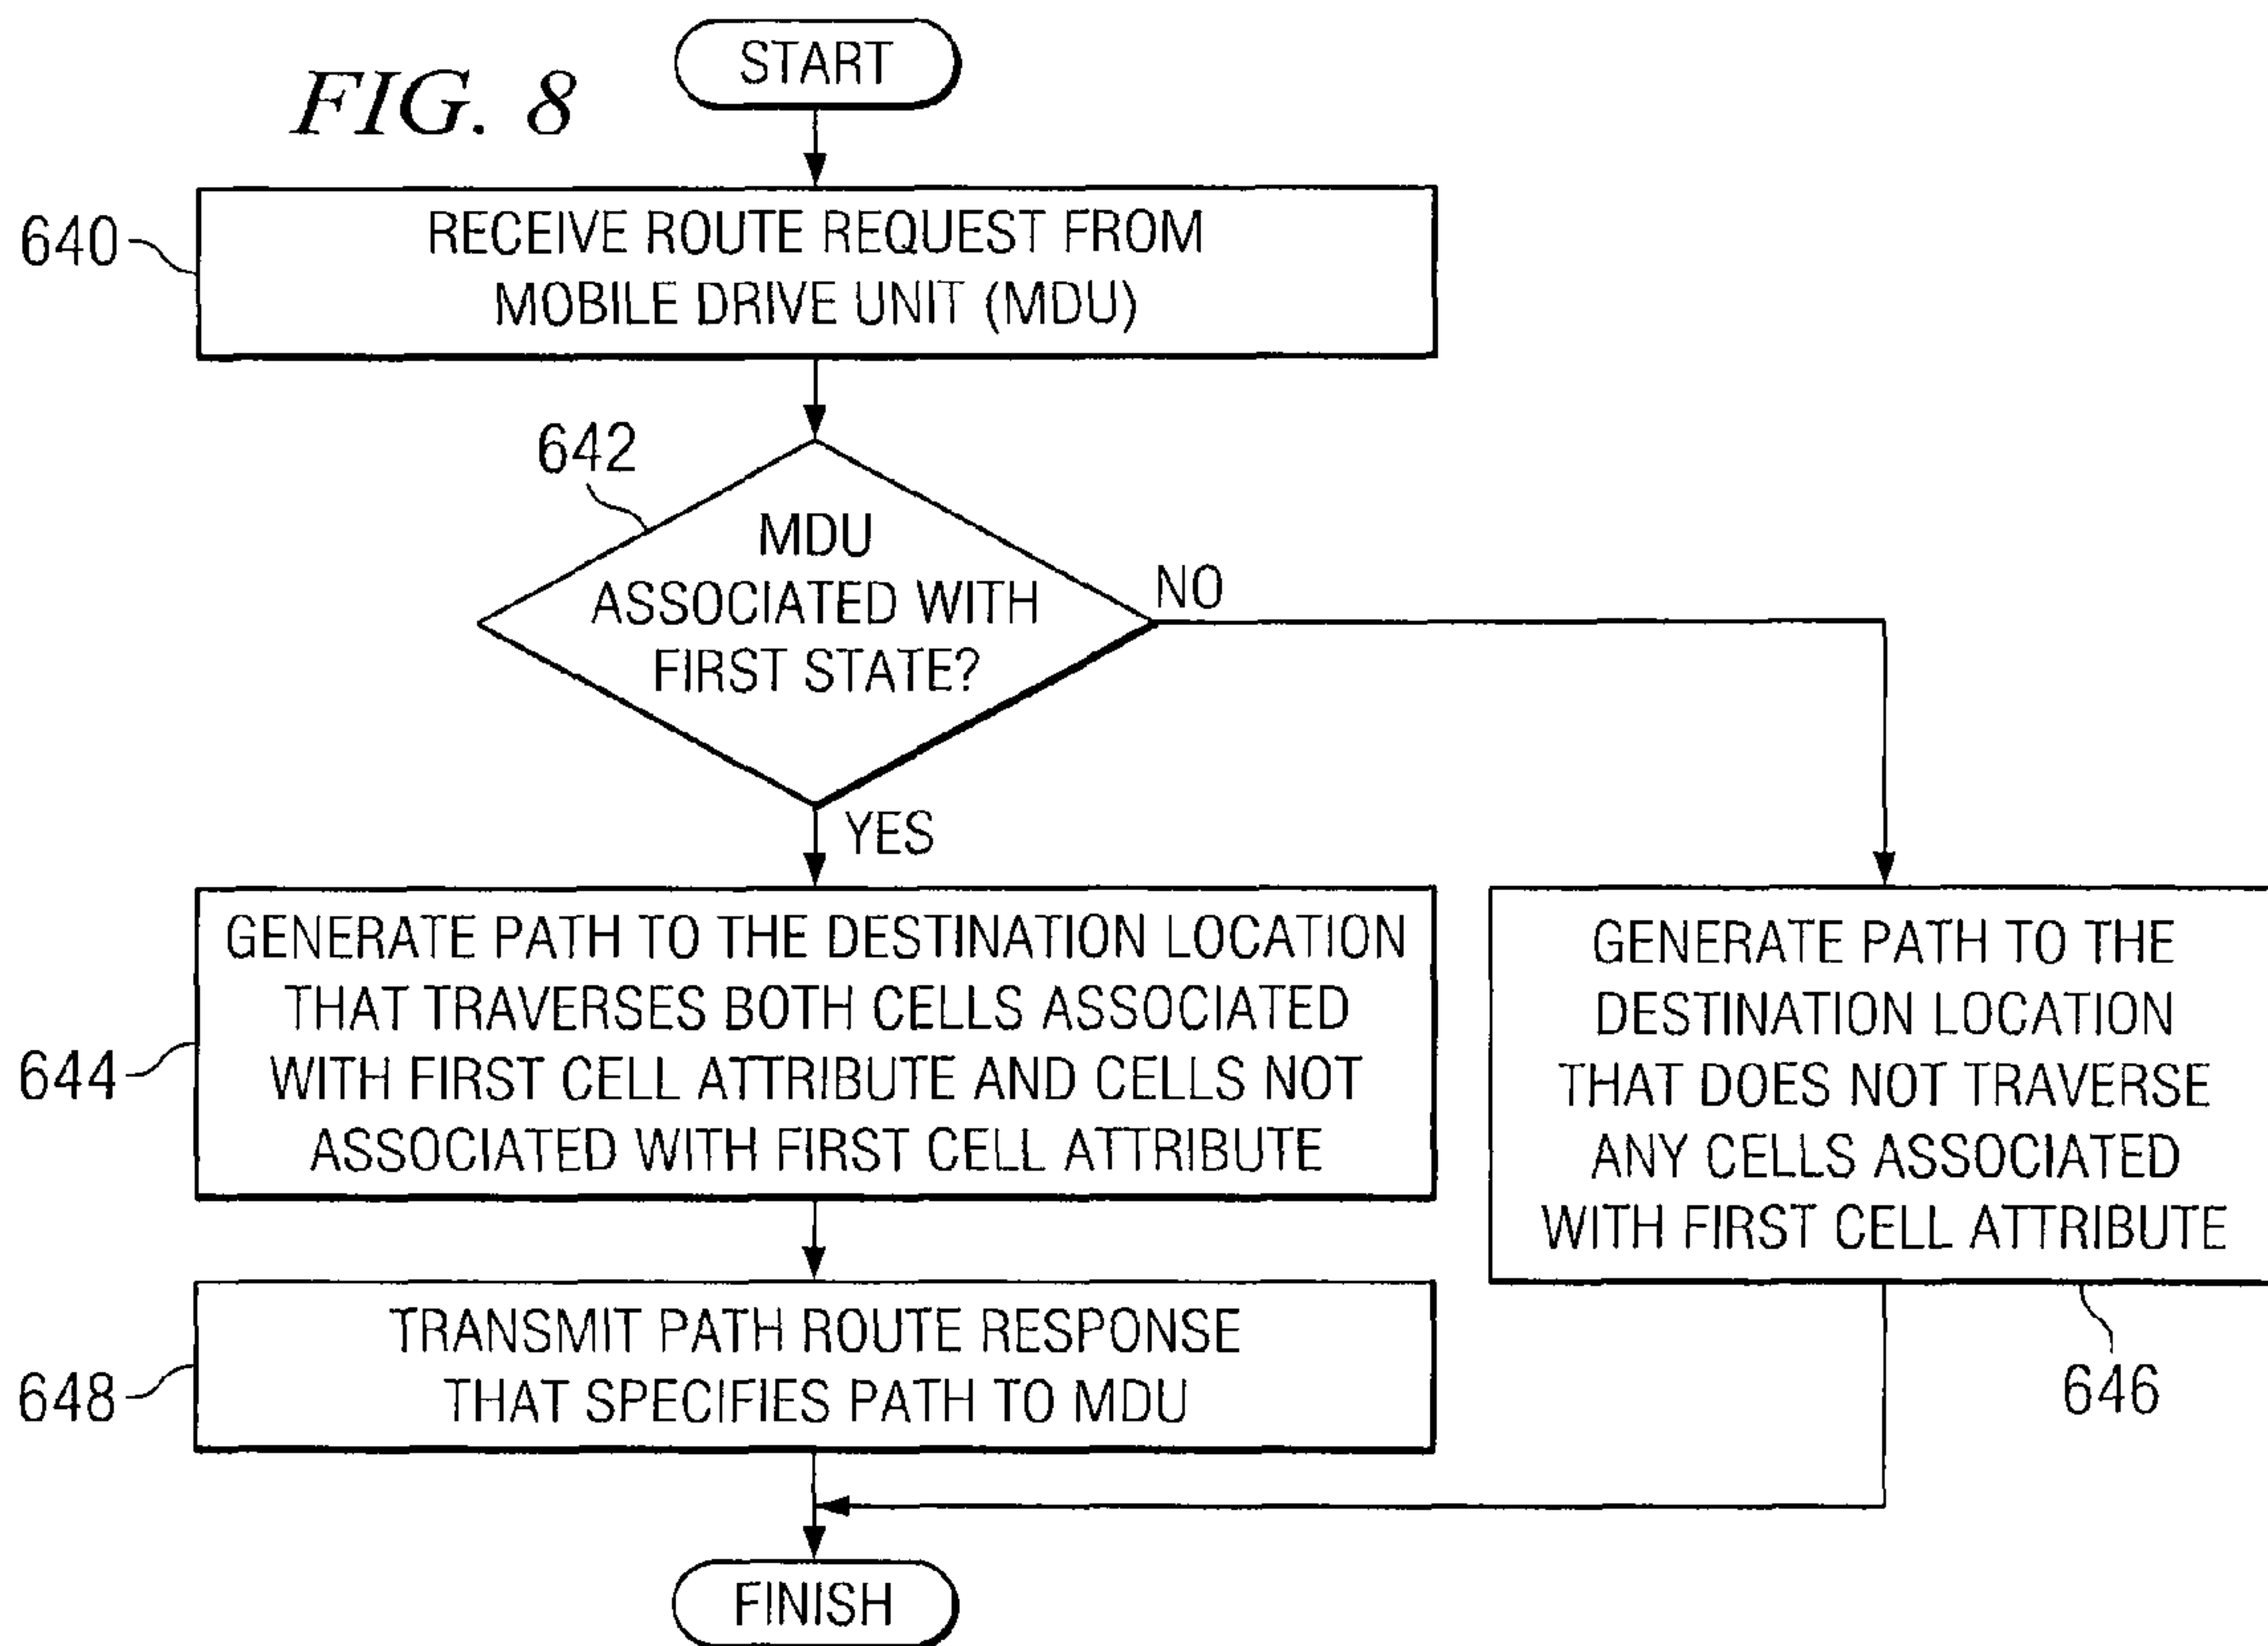 FIG. 8
START
640
RECEIVE ROUTE REQUEST FROM
MOBILE DRIVE UNIT (MDU)
642
MDU
ASSOCIATED WITH
FIRST STATE?
NO
YES
644
GENERATE PATH TO THE DESTINATION LOCATION
THAT TRAVERSES BOTH CELLS ASSOCIATED
WITH FIRST CELL ATTRIBUTE AND CELLS NOT
ASSOCIATED WITH FIRST CELL ATTRIBUTE
GENERATE PATH TO THE
DESTINATION LOCATION
THAT DOES NOT TRAVERSE
ANY CELLS ASSOCIATED
WITH FIRST CELL ATTRIBUTE
646
648
TRANSMIT PATH ROUTE RESPONSE
THAT SPECIFIES PATH TO MDU
FINISH